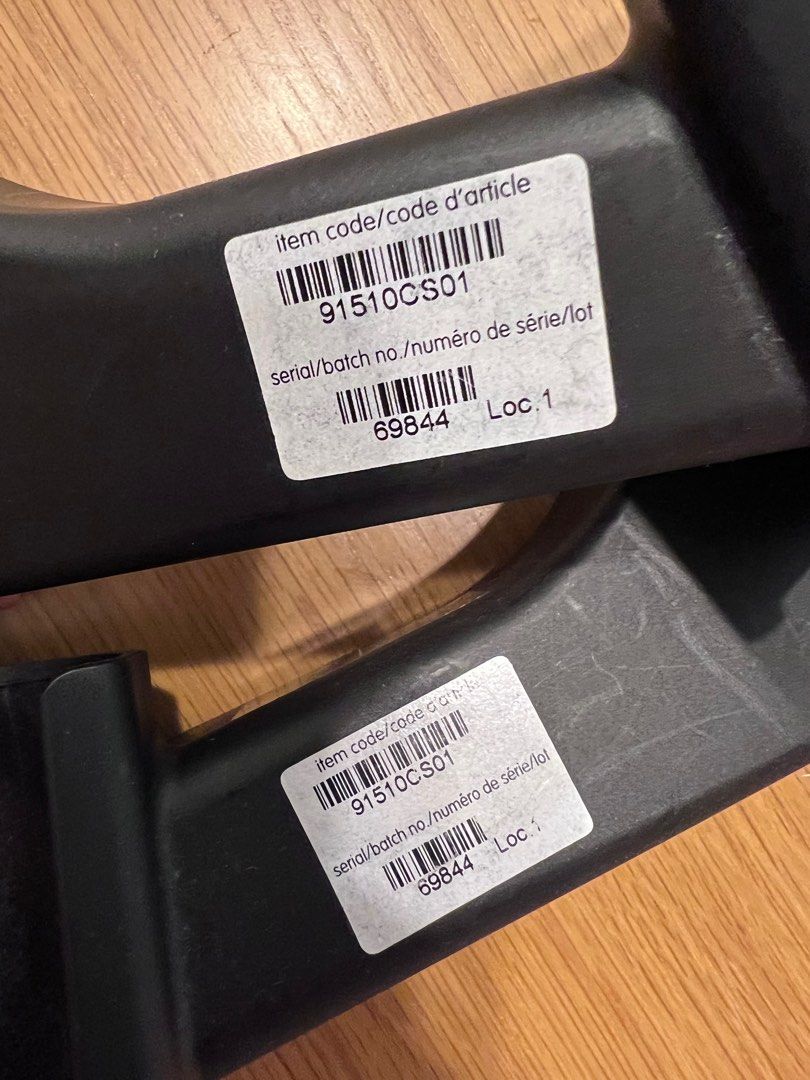 item code/code d'article
91510CS01
serial/batch no./numéro de série/lot
69844 Loc.1
item code/code d'article
91510CS01
serial/batch no./numéro de série/lot
69844 Loc.1